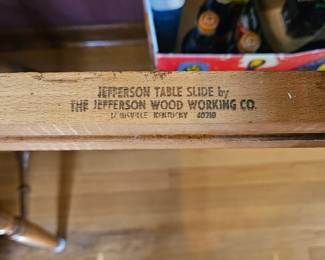 JEFFERSON TABLE SLIDE by
THE JEFFERSON WOOD WORKING CO.
LOUISVILLE KENTUCKY 40210